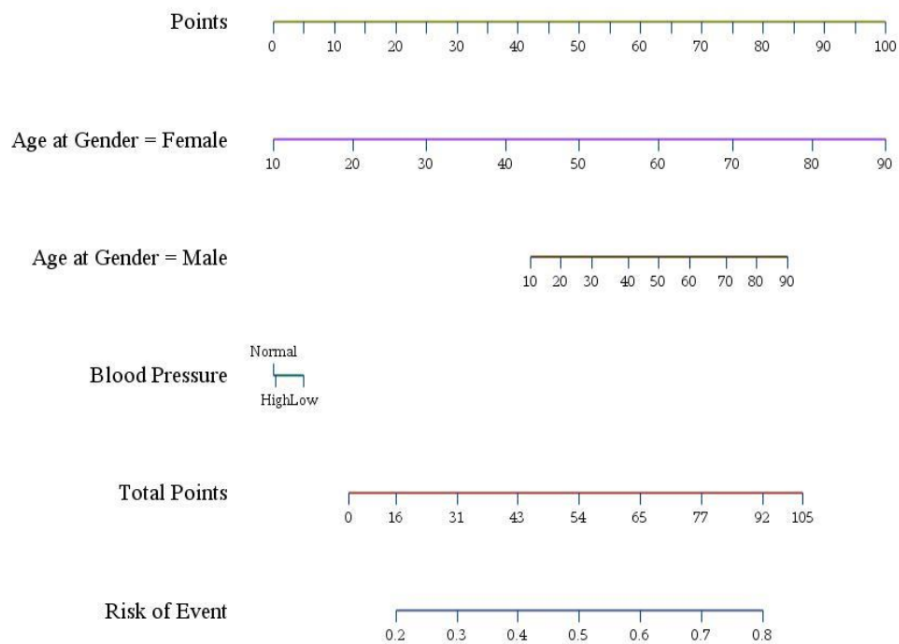 Points
0 10 20 30 40 50 60 70 80 90 100
Age at Gender = Female
10 20 30 40 50 60 70 80 90
Age at Gender = Male
10 20 30 40 50 60 70 80 90
Normal
Blood Pressure
HighLow
Total Points
0 16 31 43 54 65 77 92 105
Risk of Event
0.2 0.3 0.4 0.5 0.6 0.7 0.8